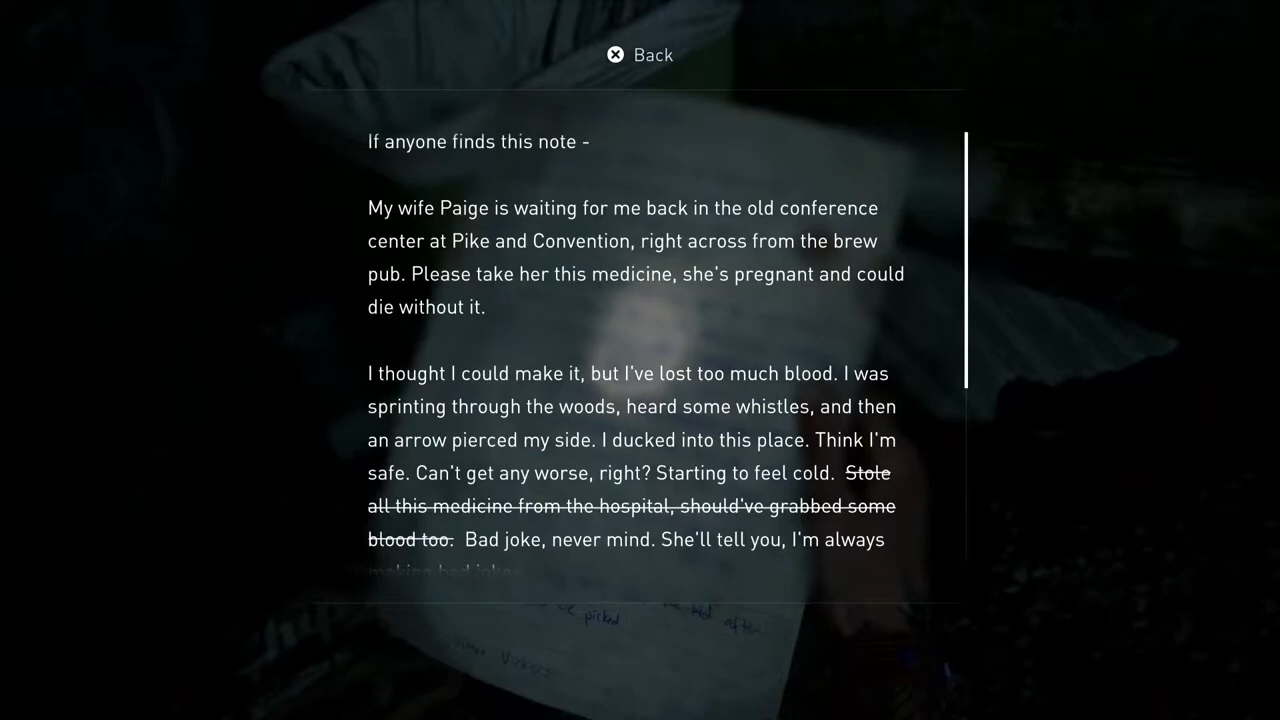 Back
If anyone finds this note -
My wife Paige is waiting for me back in the old conference
center at Pike and Convention, right across from the brew
pub. Please take her this medicine, she's pregnant and could
die without it.
I thought I could make it, but I've lost too much blood. I was
sprinting through the woods, heard some whistles, and then
an arrow pierced my side. I ducked into this place. Think I'm
safe. Can't get any worse, right? Starting to feel cold. Stole
all this medicine from the hospital, should've grabbed some
blood too. Bad joke, never mind. She'll tell you, I'm always
making bad jokes
picked
after